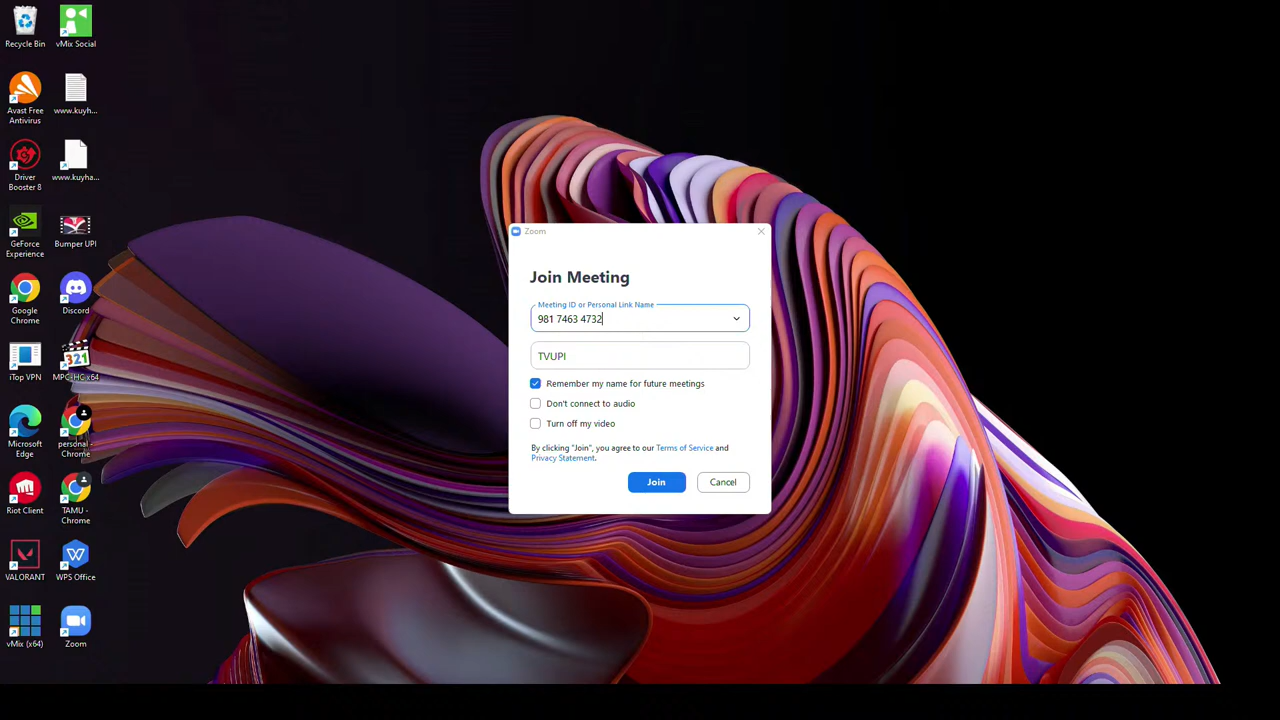 Recycle Bin
vMix Social
Avast Free
Antivirus
www.kuyh...
Driver
Booster 8
www.kuyha...
GeForce
Experience
Bumper UPI
Google
Chrome
Discord
iTop VPN
321
MPC-HC x64
Microsoft
Edge
personal -
Chrome
Riot Client
TAMU -
Chrome
VALORANT
WPS Office
vMix (x64)
Zoom
Zoom
Join Meeting
Meeting ID or Personal Link Name
981 7463 4732
TVUPI
Remember my name for future meetings
Don't connect to audio
Turn off my video
By clicking "Join", you agree to our Terms of Service and
Privacy Statement.
Join
Cancel